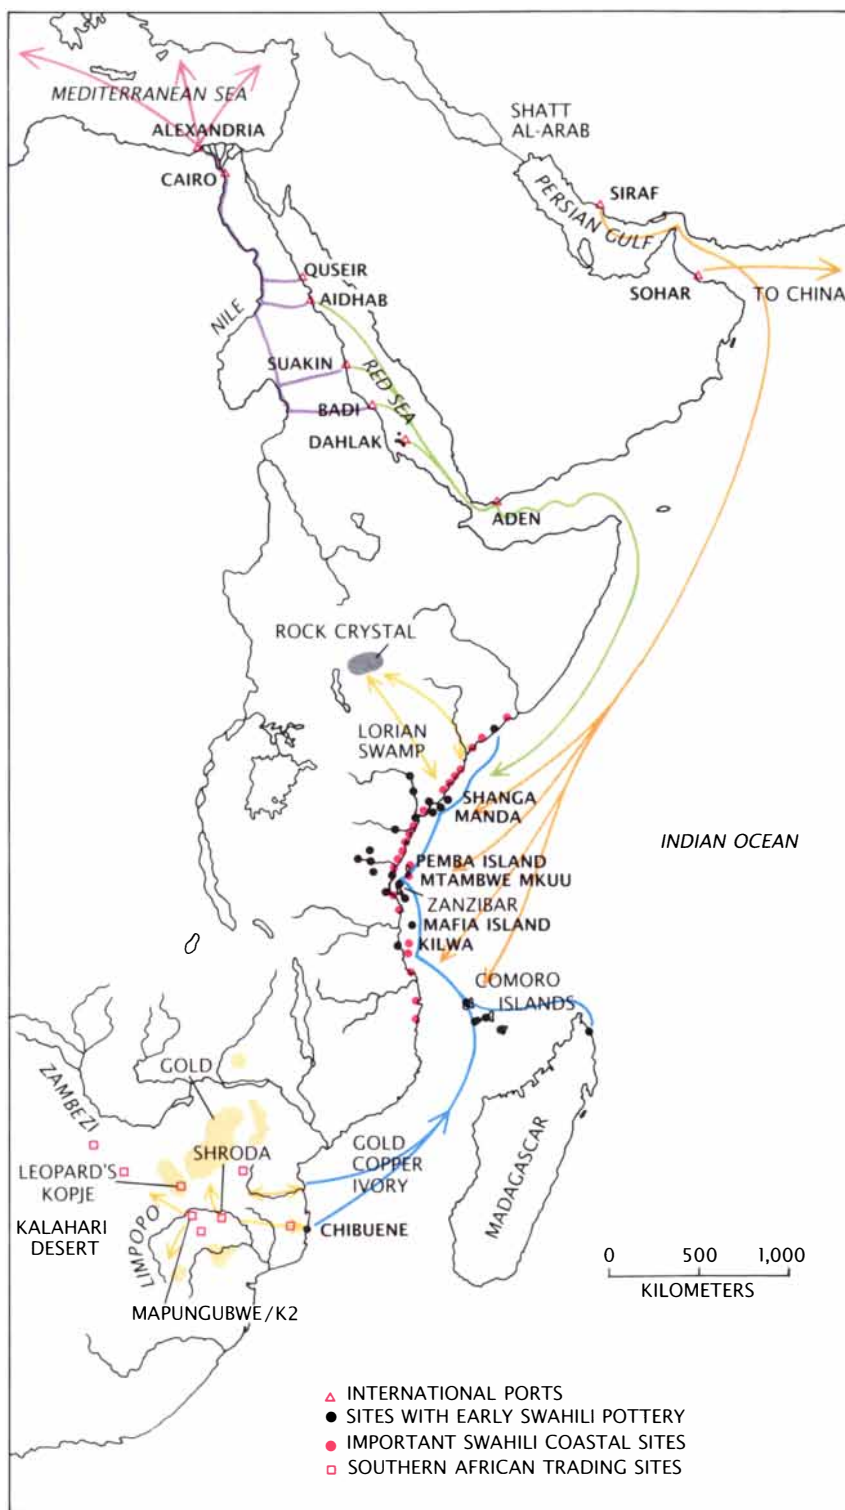 MEDITERRANEAN SEA
ALEXANDRIA
CAIRO
SHATT
AL-ARAB
PERSIAN GULF
SIRAF
SOHAR
TO CHINA
QUSEIR
AIDHAB
NILE
SUAKIN
RED SEA
BADI
DAHLAK
ADEN
ROCK CRYSTAL
LORIAN
SWAMP
SHANGA
MANDA
INDIAN OCEAN
PEMBA ISLAND
MTAMBWE MKUU
ZANZIBAR
MAFIA ISLAND
KILWA
COMORO
ISLANDS
GOLD
ZAMBEZI
SHRODA
LEOPARD'S
KOPJE
GOLD
COPPER
IVORY
MADAGASCAR
KALAHARI
DESERT
LIMPOPO
CHIBUENE
MAPUNGUBWE/K2
0 500 1,000
KILOMETERS
INTERNATIONAL PORTS
SITES WITH EARLY SWAHILI POTTERY
IMPORTANT SWAHILI COASTAL SITES
SOUTHERN AFRICAN TRADING SITES